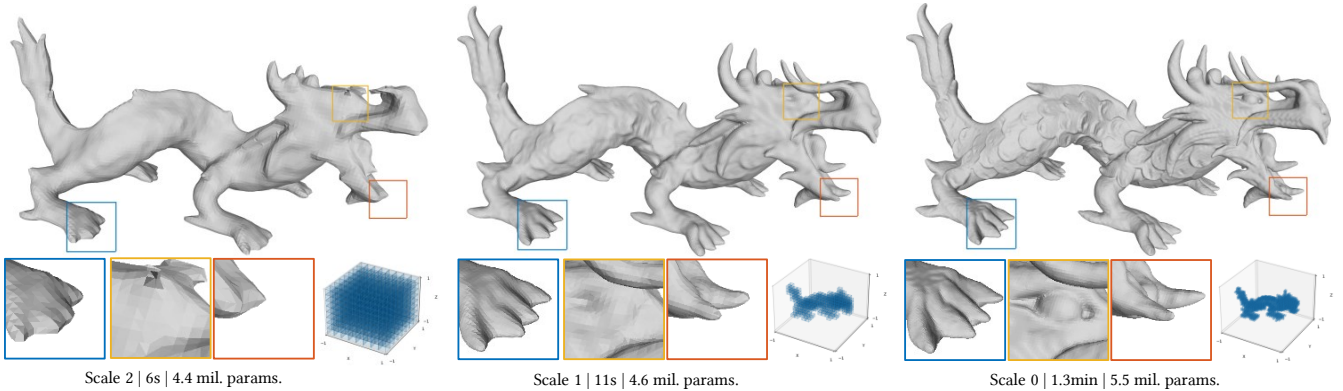 Scale 2 | 6s | 4.4 mil. params.
Scale 1 | 11s | 4.6 mil. params.
Scale 0 | 1.3min | 5.5 mil. params.